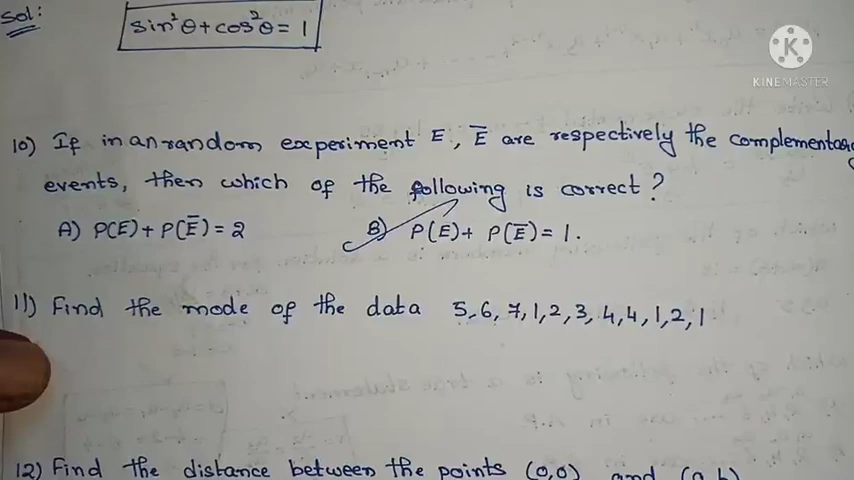 Sol:
sin²θ + cos²θ = 1
KINEMASTER
10) If in an random experiment E, E̅ are respectively the complementary
events, then which of the following is correct?
A) P(E) + P(E̅) = 2 B) P(E) + P(E̅) = 1.
11) Find the mode of the data 5, 6, 7, 1, 2, 3, 4, 4, 1, 2, 1
12) Find the distance between the points (0,0) and (a,b)